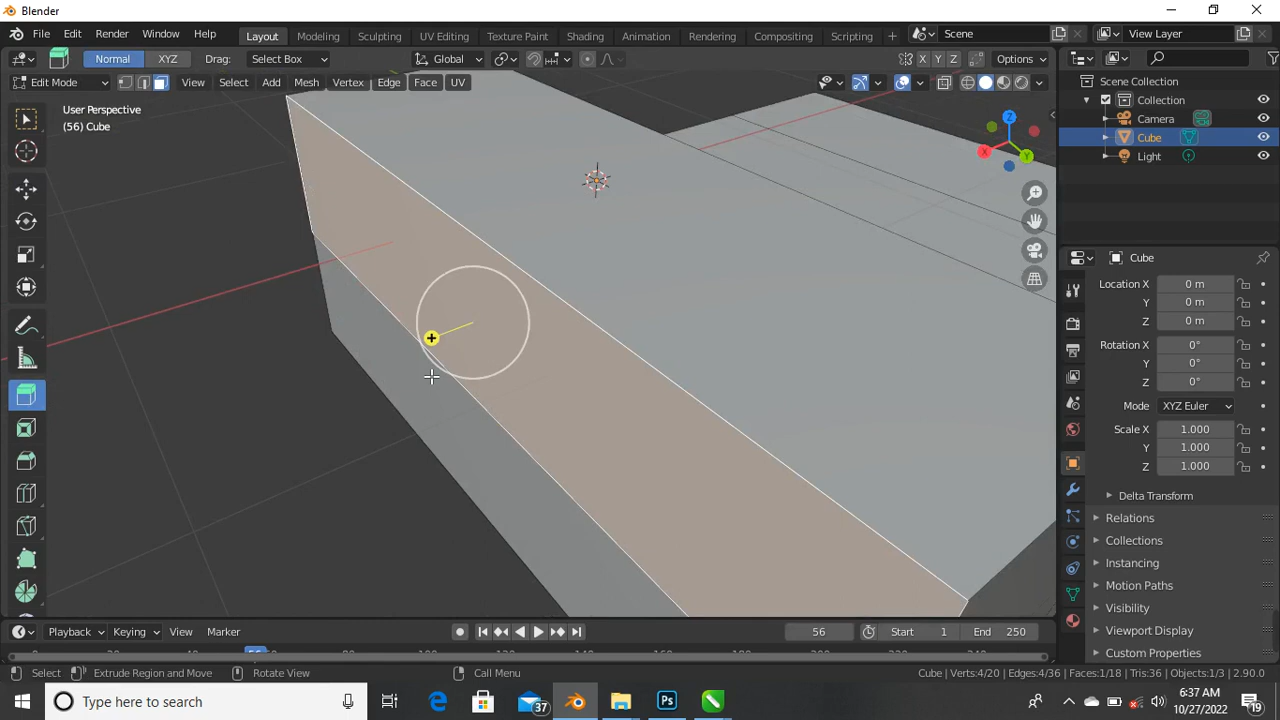 Blender
File Edit Render Window Help Layout Modeling Sculpting UV Editing Texture Paint Shading Animation Rendering Compositing Scripting + Scene View Layer
Normal XYZ Drag: Select Box Global X Y Z Options
Edit Mode View Select Add Mesh Vertex Edge Face UV
User Perspective
(56) Cube
Z
X
Y
Scene Collection
Collection
Camera
Cube
Light
Cube
Location X 0 m
Y 0 m
Z 0 m
Rotation X 0°
Y 0°
Z 0°
Mode XYZ Euler
Scale X 1.000
Y 1.000
Z 1.000
Delta Transform
Relations
Collections
Instancing
Motion Paths
Visibility
Viewport Display
Custom Properties
Playback Keying View Marker 56 Start 1 End 250
Select Extrude Region and Move Rotate View Call Menu Cube | Verts:4/20 | Edges:4/36 | Faces:1/18 | Tris:36 | Objects:1/3 | 2.90.0
Type here to search 37 Ps 6:37 AM
10/27/2022 19